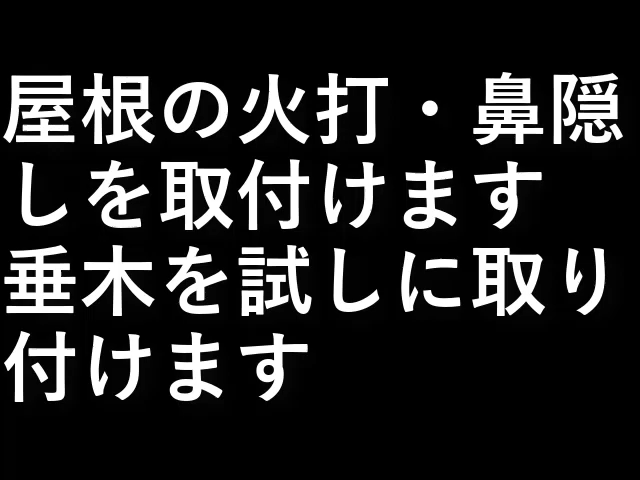 屋根の火打・鼻隠
しを取付けます
垂木を試しに取り
付けます